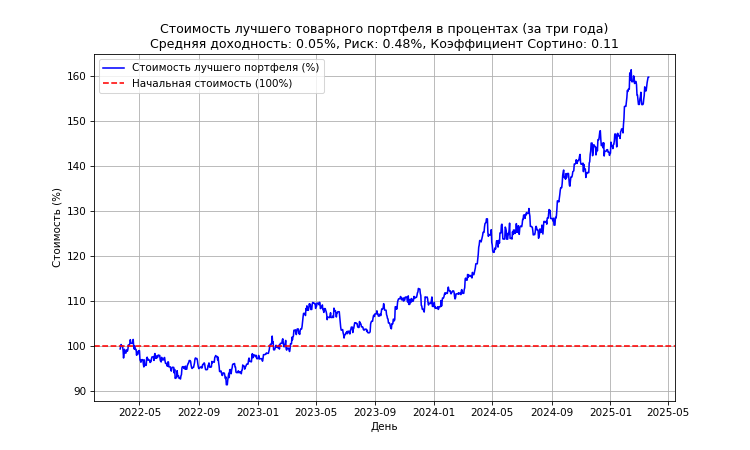 Стоимость лучшего товарного портфеля в процентах (за три года)
Средняя доходность: 0.05%, Риск: 0.48%, Коэффициент Сортино: 0.11
Стоимость лучшего портфеля (%)
Начальная стоимость (100%)
Стоимость (%)
160
150
140
130
120
110
100
90
2022-05 2022-09 2023-01 2023-05 2023-09 2024-01 2024-05 2024-09 2025-01 2025-05
День